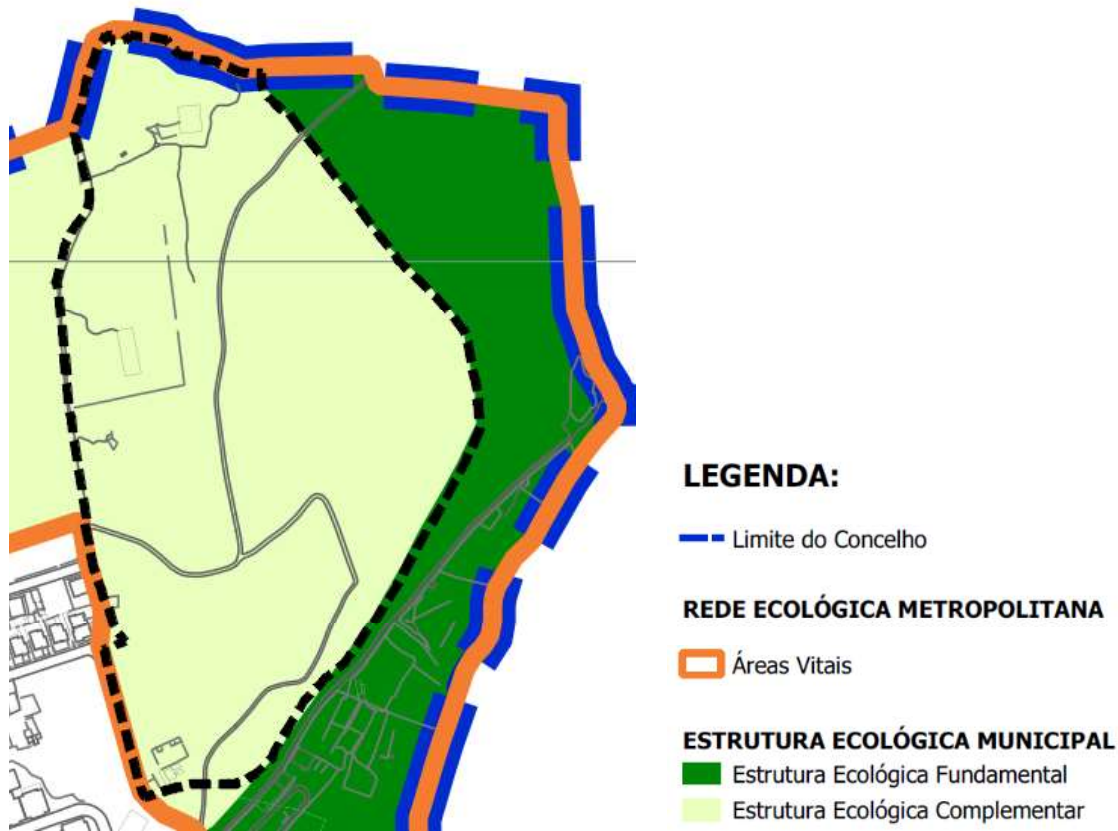 LEGENDA:
Limite do Concelho
REDE ECOLÓGICA METROPOLITANA
Áreas Vitais
ESTRUTURA ECOLÓGICA MUNICIPAL
Estrutura Ecológica Fundamental
Estrutura Ecológica Complementar